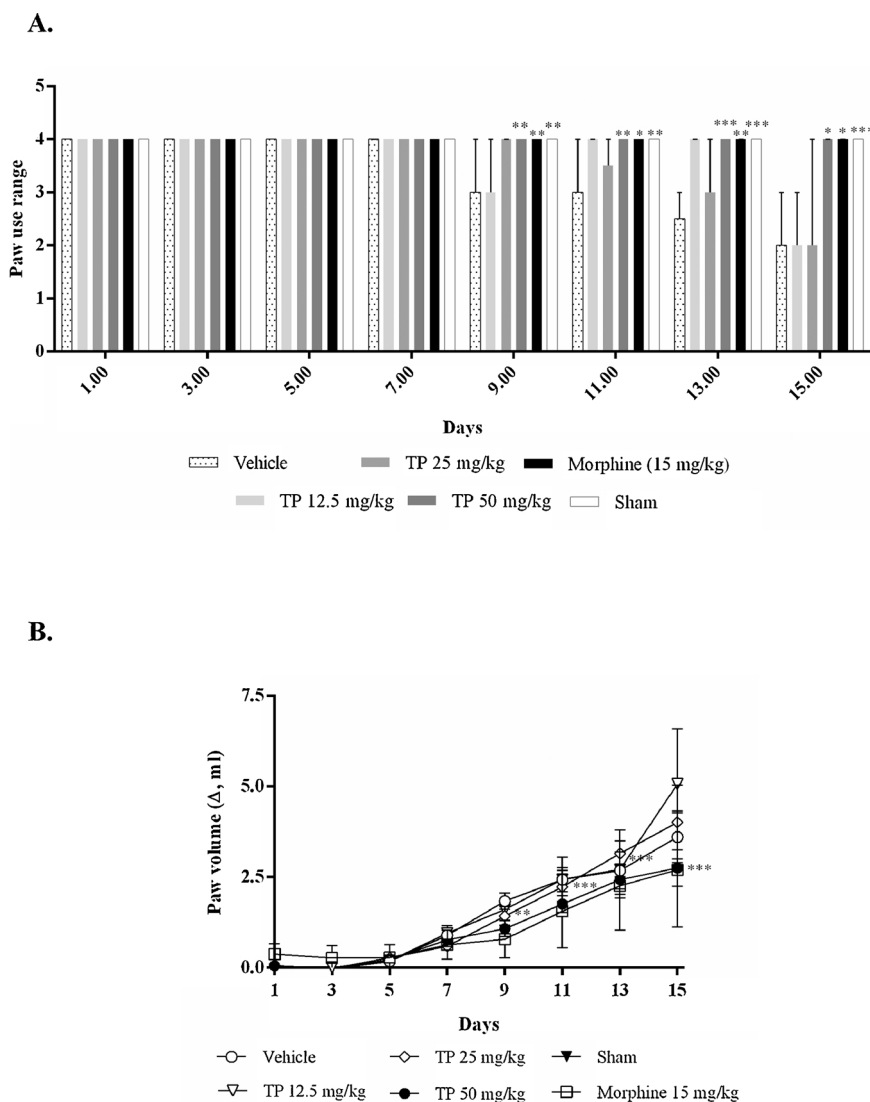 A.
Paw use range
5
4
3
2
1
0
** **
**
** * **
*** ***
**
* * ***
1.00 3.00 5.00 7.00 9.00 11.00 13.00 15.00
Days
Vehicle TP 25 mg/kg Morphine (15 mg/kg)
TP 12.5 mg/kg TP 50 mg/kg Sham
B.
Paw volume (Δ, ml)
7.5
5.0
2.5
0.0
**
***
***
***
1 3 5 7 9 11 13 15
Days
Vehicle TP 25 mg/kg Sham
TP 12.5 mg/kg TP 50 mg/kg Morphine 15 mg/kg